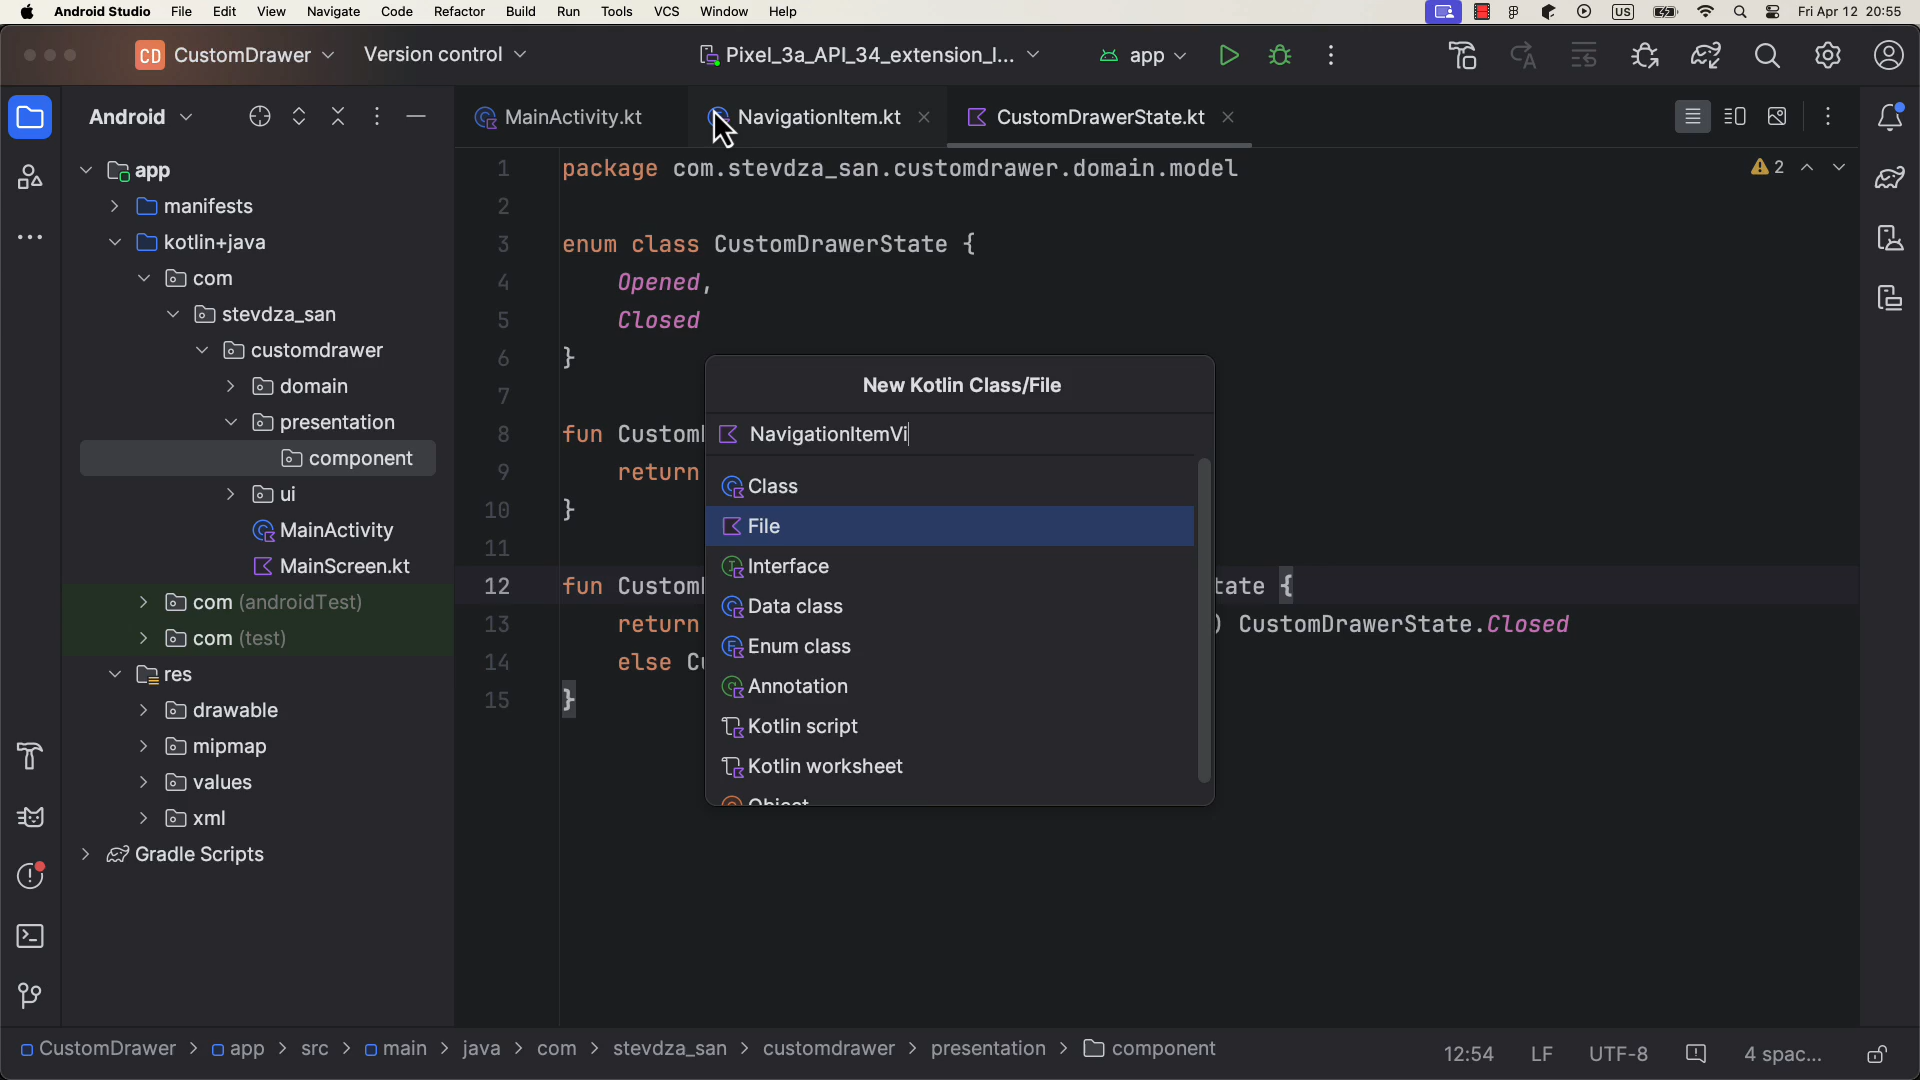 Android Studio File Edit View Navigate Code Refactor Build Run Tools VCS Window Help US Fri Apr 12 20:55
CD CustomDrawer Version control Pixel_3a_API_34_extension_l... app
Android
MainActivity.kt NavigationItem.kt CustomDrawerState.kt
app
manifests
kotlin+java
com
stevdza_san
customdrawer
domain
presentation
component
ui
MainActivity
MainScreen.kt
com (androidTest)
com (test)
res
drawable
mipmap
values
xml
Gradle Scripts
2
1 package com.stevdza_san.customdrawer.domain.model
2
3 enum class CustomDrawerState {
4 Opened,
5 Closed
6 }
7
8 fun Custom
9 return
10 }
11
12 fun Custom tate {
13 return ) CustomDrawerState.Closed
14 else Cu
15 }
New Kotlin Class/File
NavigationItemVi
Class
File
Interface
Data class
Enum class
Annotation
Kotlin script
Kotlin worksheet
Object
CustomDrawer > app > src > main > java > com > stevdza_san > customdrawer > presentation > component
12:54 LF UTF-8 4 spac...